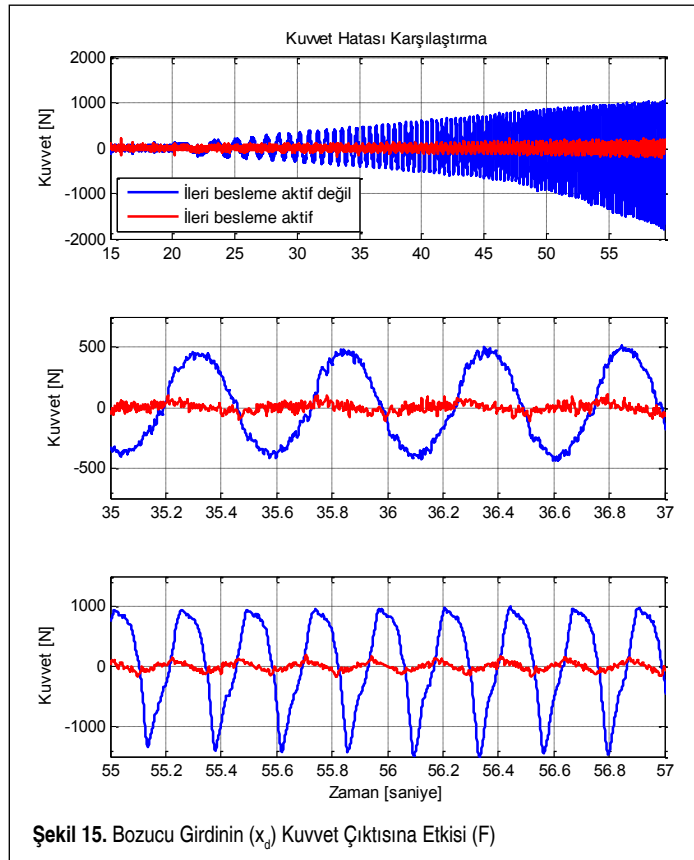 Kuvvet Hatası Karşılaştırma
2000
1000
0
-1000
-2000
Kuvvet [N]
İleri besleme aktif değil
İleri besleme aktif
15 20 25 30 35 40 45 50 55
500
0
-500
Kuvvet [N]
35 35.2 35.4 35.6 35.8 36 36.2 36.4 36.6 36.8 37
1000
0
-1000
Kuvvet [N]
55 55.2 55.4 55.6 55.8 56 56.2 56.4 56.6 56.8 57
Zaman [saniye]
Şekil 15. Bozucu Girdinin (x_d) Kuvvet Çıktısına Etkisi (F)